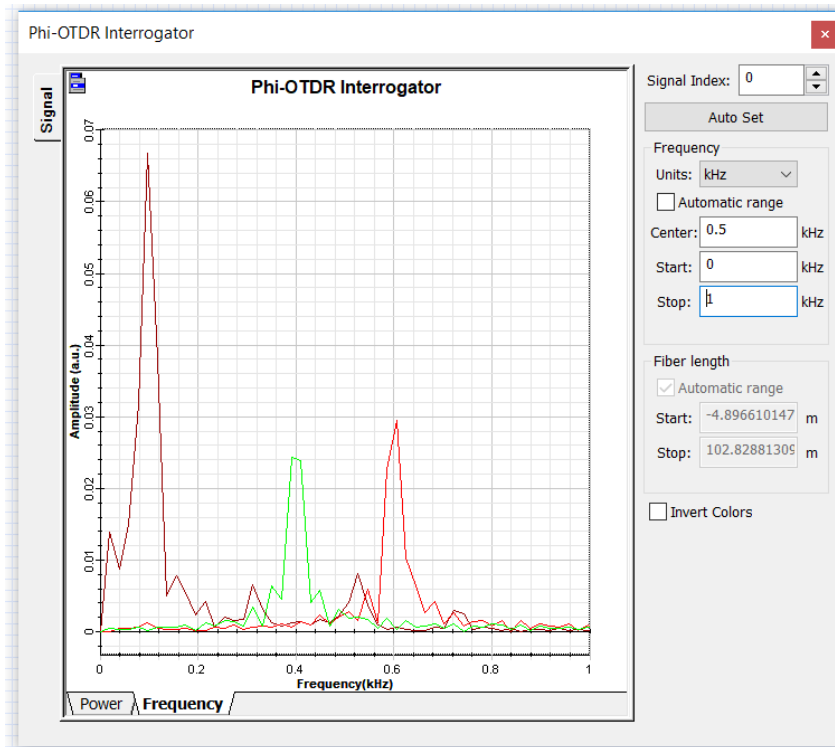 Phi-OTDR Interrogator
×
Signal
Phi-OTDR Interrogator
0.07
0.06
0.05
0.04
0.03
0.02
0.01
0
Amplitude (a.u.)
0 0.2 0.4 0.6 0.8 1
Frequency(kHz)
Power Frequency
Signal Index: 0
Auto Set
Frequency
Units: kHz
Automatic range
Center: 0.5 kHz
Start: 0 kHz
Stop: 1 kHz
Fiber length
Automatic range
Start: -4.896610147 m
Stop: 102.82881309 m
Invert Colors